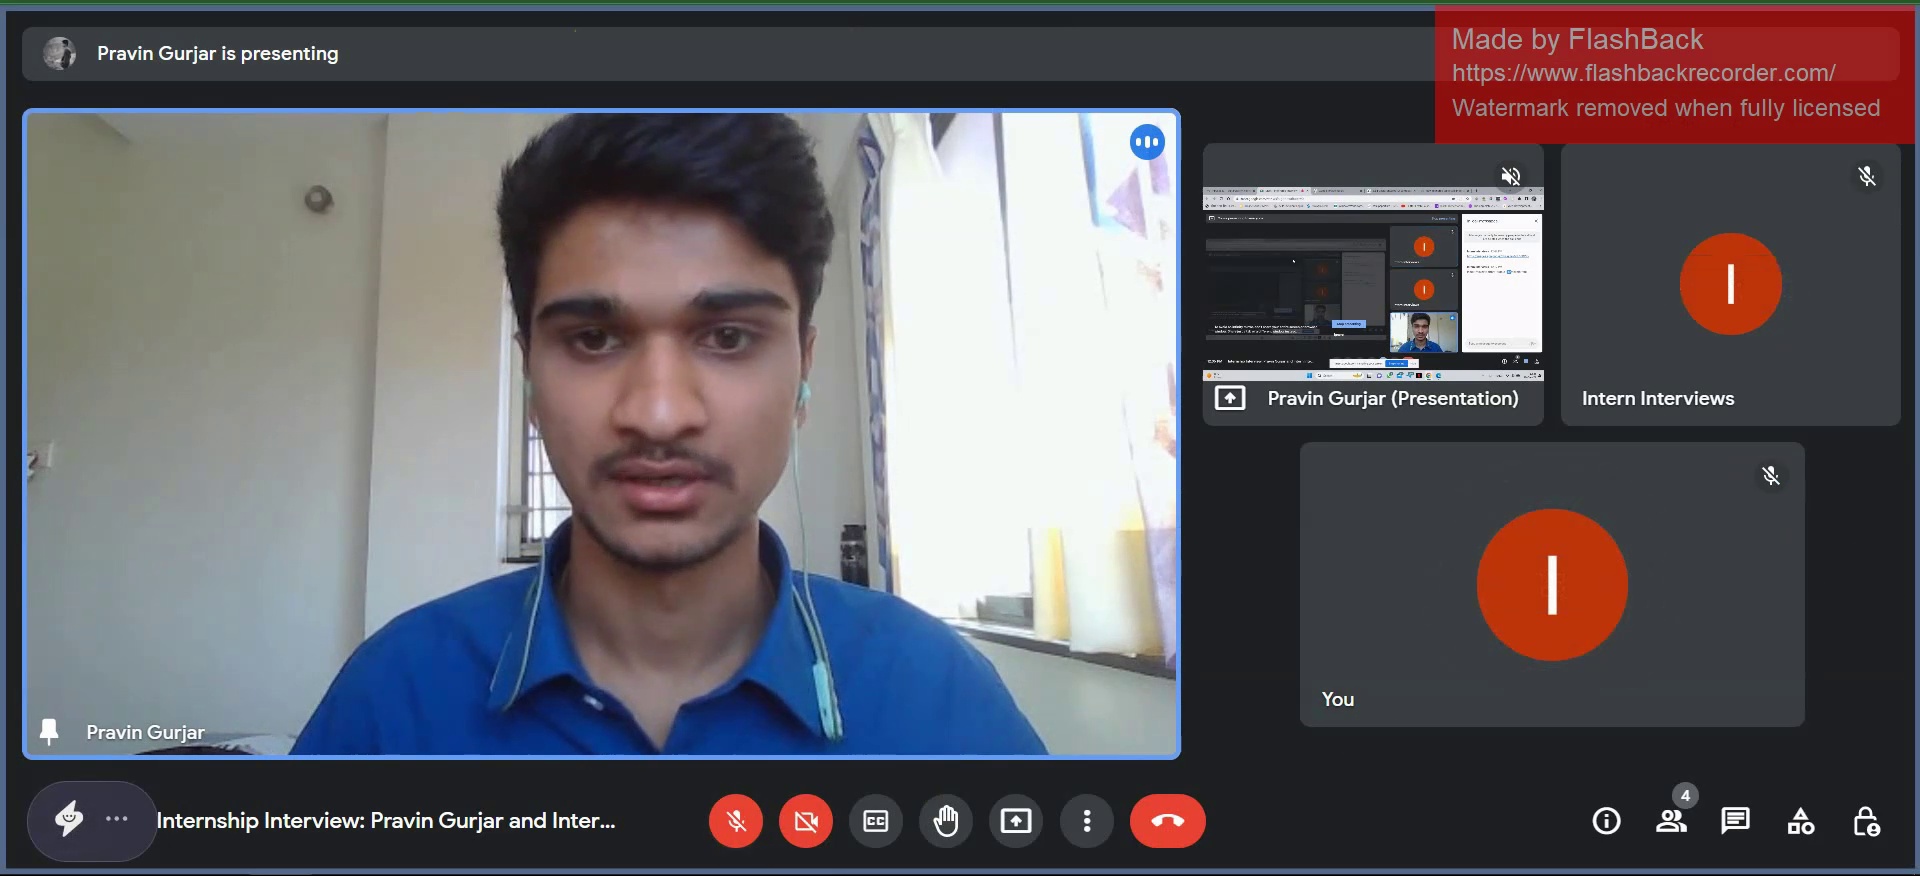 Pravin Gurjar is presenting
Made by FlashBack
https://www.flashbackrecorder.com/
Watermark removed when fully licensed
Pravin Gurjar
Pravin Gurjar (Presentation)
I
Intern Interviews
I
You
Internship Interview: Pravin Gurjar and Inter...
CC
4